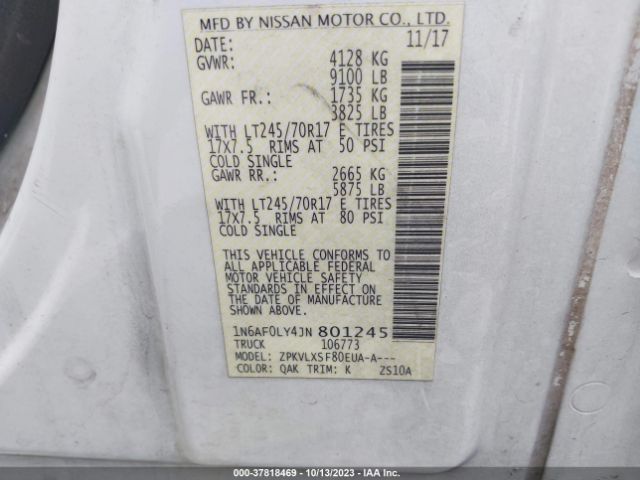 MFD BY NISSAN MOTOR CO., LTD.
DATE: 11/17
GVWR: 4128 KG
9100 LB
GAWR FR.: 1735 KG
3825 LB
WITH LT245/70R17 E TIRES
17X7.5 RIMS AT 50 PSI
COLD SINGLE
GAWR RR.: 2665 KG
5875 LB
WITH LT245/70R17 E TIRES
17X7.5 RIMS AT 80 PSI
COLD SINGLE
THIS VEHICLE CONFORMS TO
ALL APPLICABLE FEDERAL
MOTOR VEHICLE SAFETY
STANDARDS IN EFFECT ON
THE DATE OF MANUFACTURE
SHOWN ABOVE.
1N6AF0LY4JN801245
TRUCK 106773
MODEL: ZPKVLXSF80EUA-A---
COLOR: QAK TRIM: K ZS10A
000-37818469 - 10/13/2023 - IAA Inc.